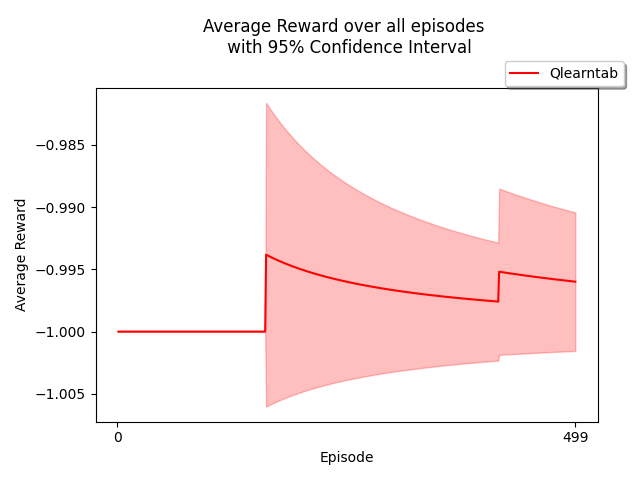 Average Reward over all episodes
with 95% Confidence Interval
Qlearntab
−0.985
−0.990
−0.995
−1.000
−1.005
Average Reward
0
499
Episode